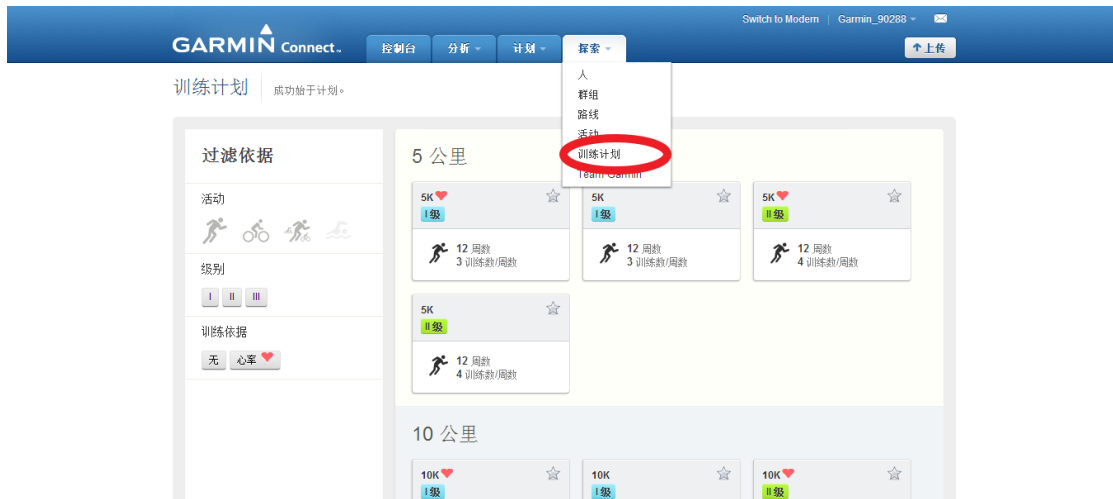 Switch to Modern | Garmin_90288
GARMIN Connect™ 控制台 分析 计划 探索 上传
人
群组
路线
活动
训练计划
Team Garmin
训练计划 成功始于计划。
过滤依据
活动
级别
I II III
训练依据
无 心率
5 公里
5K
I 级
12 周数
3 训练数/周数
5K
I 级
12 周数
3 训练数/周数
5K
II 级
12 周数
4 训练数/周数
5K
II 级
12 周数
4 训练数/周数
10 公里
10K
I 级
10K
I 级
10K
II 级